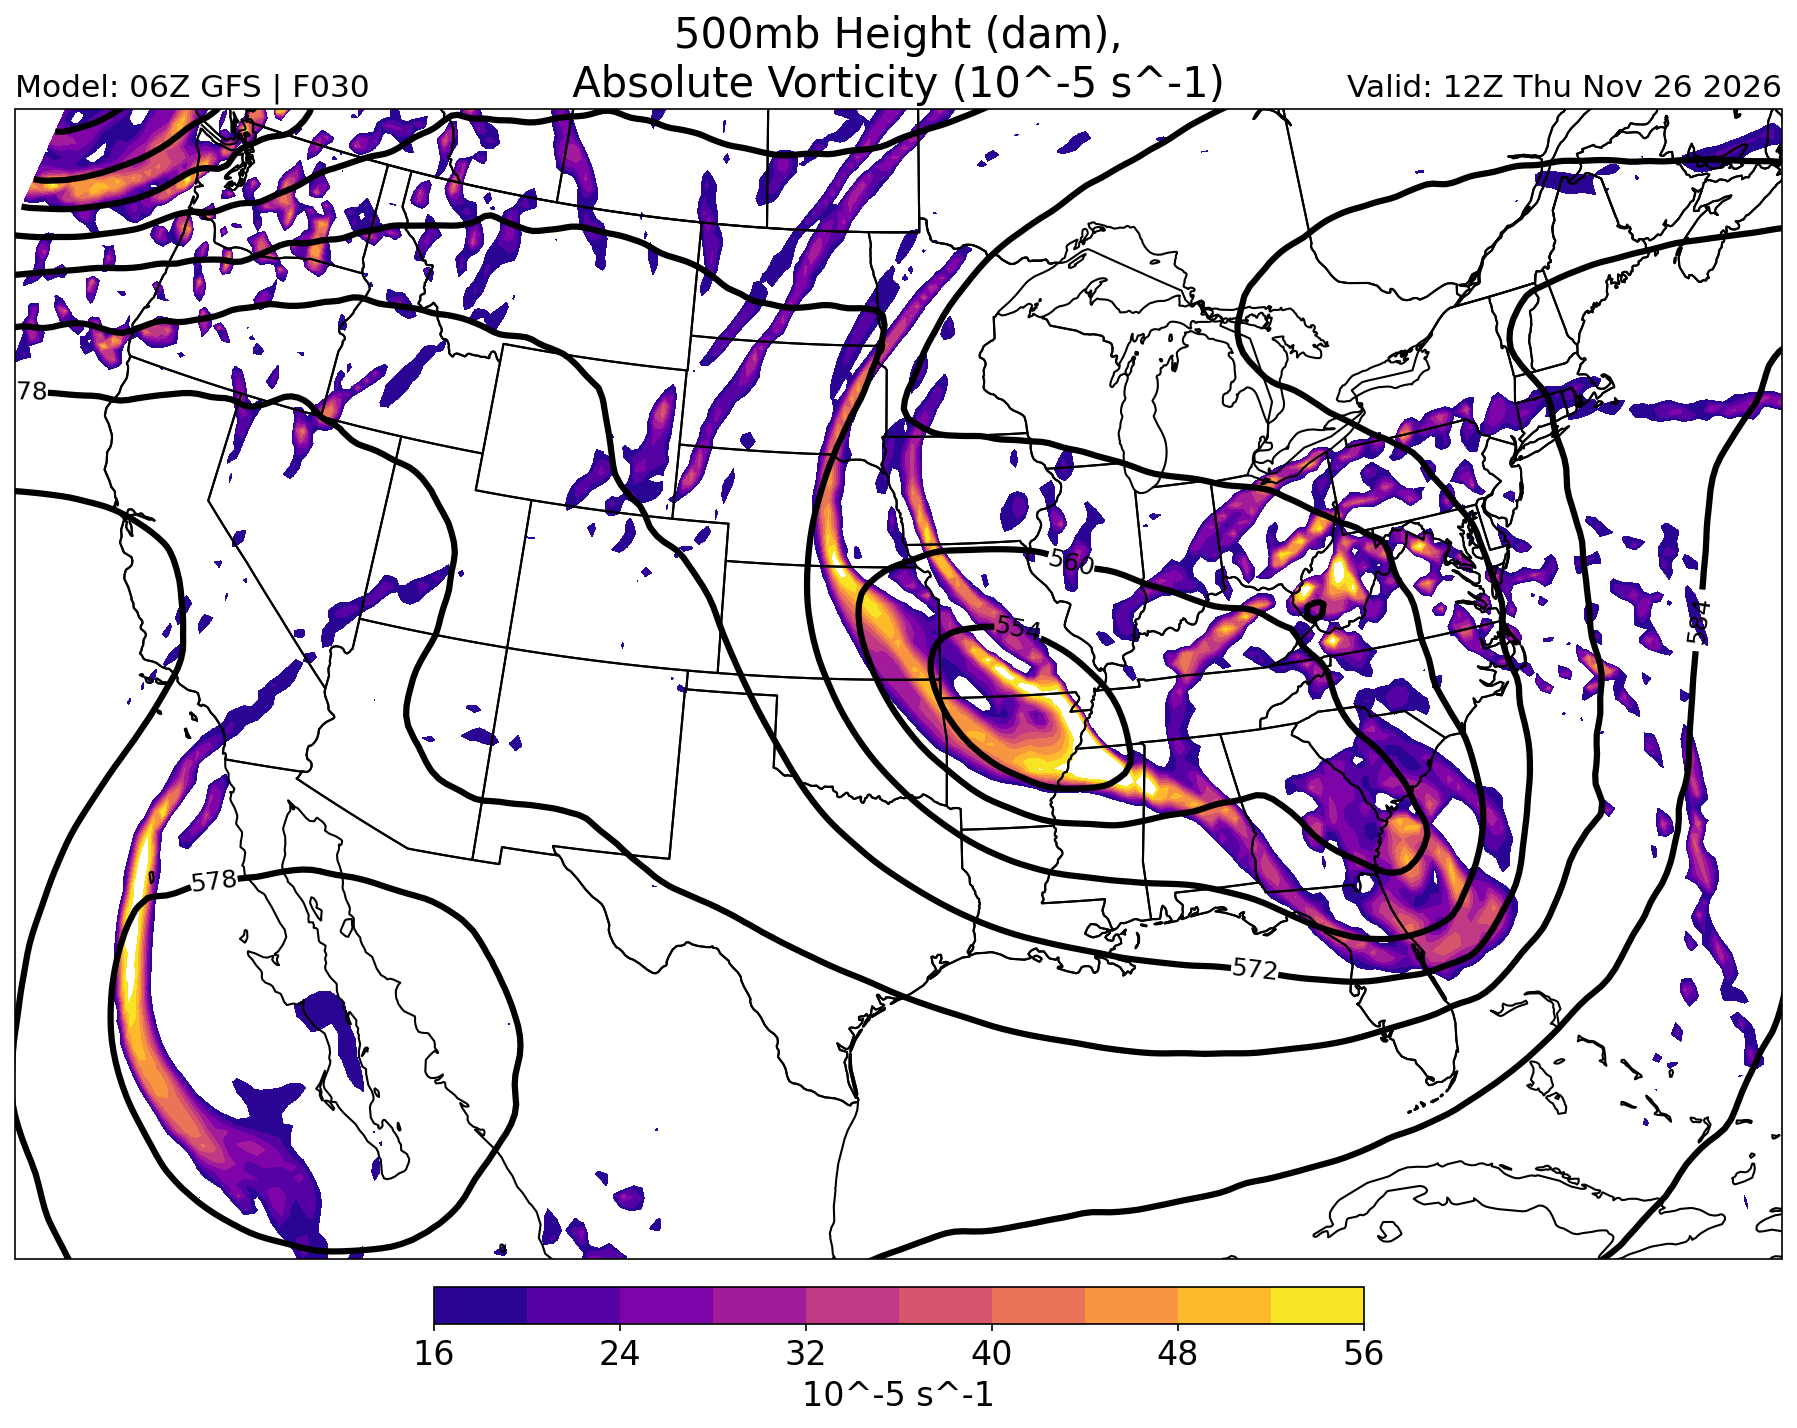 500mb Height (dam),
Model: 06Z GFS | F030
Absolute Vorticity (10^-5 s^-1)
Valid: 12Z Thu Nov 26 2026
78
560
554
584
578
572
16
24
32
40
48
56
10^-5 s^-1